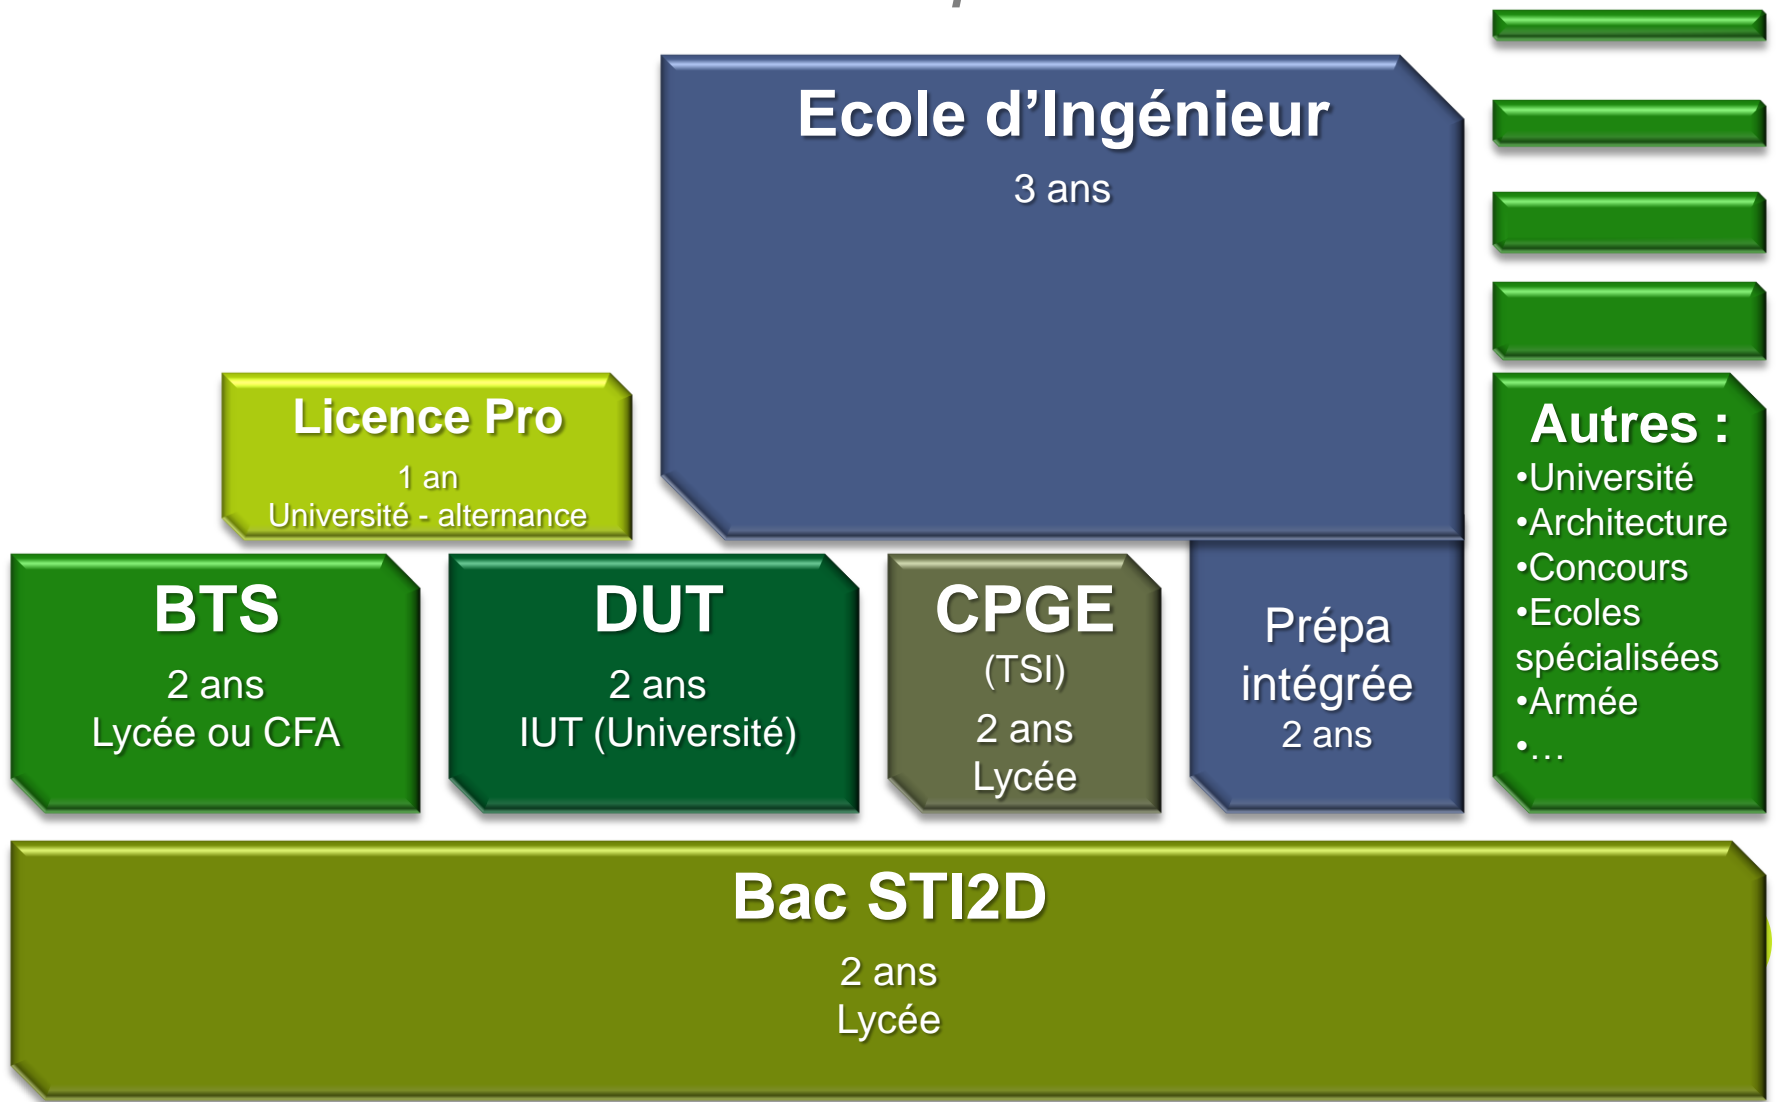 Ecole d’Ingénieur
3 ans
Licence Pro
1 an
Université - alternance
BTS
2 ans
Lycée ou CFA
DUT
2 ans
IUT (Université)
CPGE
(TSI)
2 ans
Lycée
Prépa
intégrée
2 ans
Autres :
•Université
•Architecture
•Concours
•Ecoles
spécialisées
•Armée
•…
Bac STI2D
2 ans
Lycée